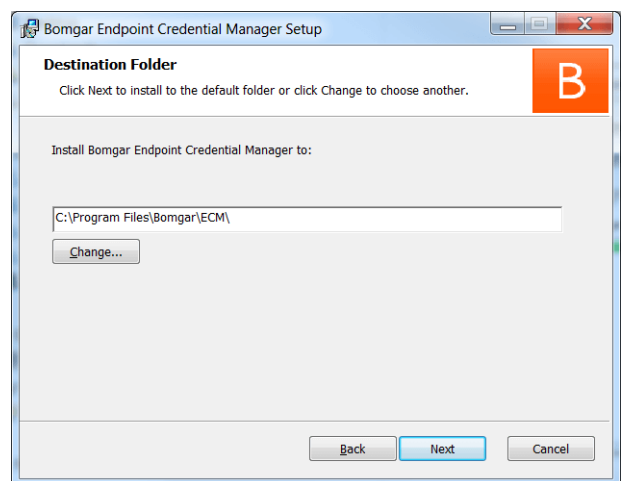 Bomgar Endpoint Credential Manager Setup
Destination Folder
Click Next to install to the default folder or click Change to choose another.
B
Install Bomgar Endpoint Credential Manager to:
C:\Program Files\Bomgar\ECM\
Change...
Back Next Cancel